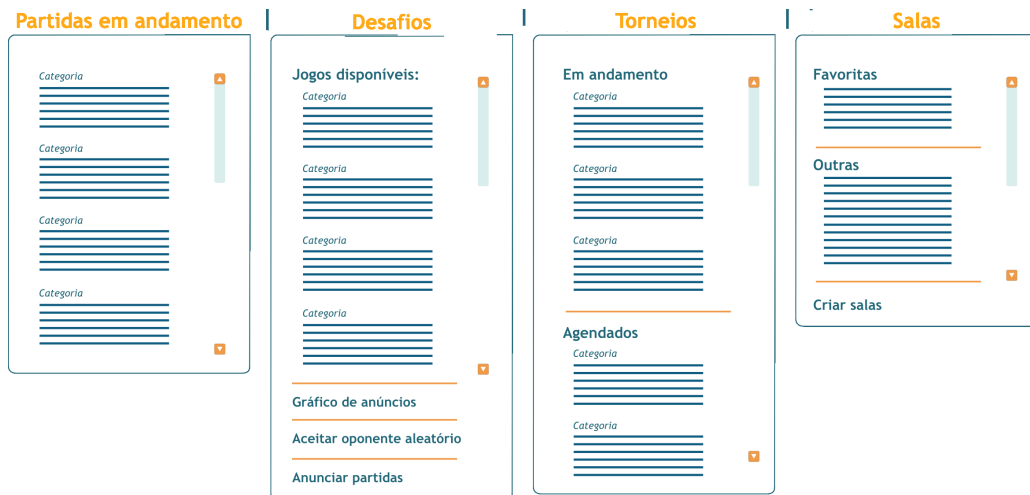 Partidas em andamento
Categoria
Categoria
Categoria
Categoria
Desafios
Jogos disponíveis:
Categoria
Categoria
Categoria
Categoria
Gráfico de anúncios
Aceitar oponente aleatório
Anunciar partidas
Torneios
Em andamento
Categoria
Categoria
Categoria
Agendados
Categoria
Categoria
Salas
Favoritas
Outras
Criar salas